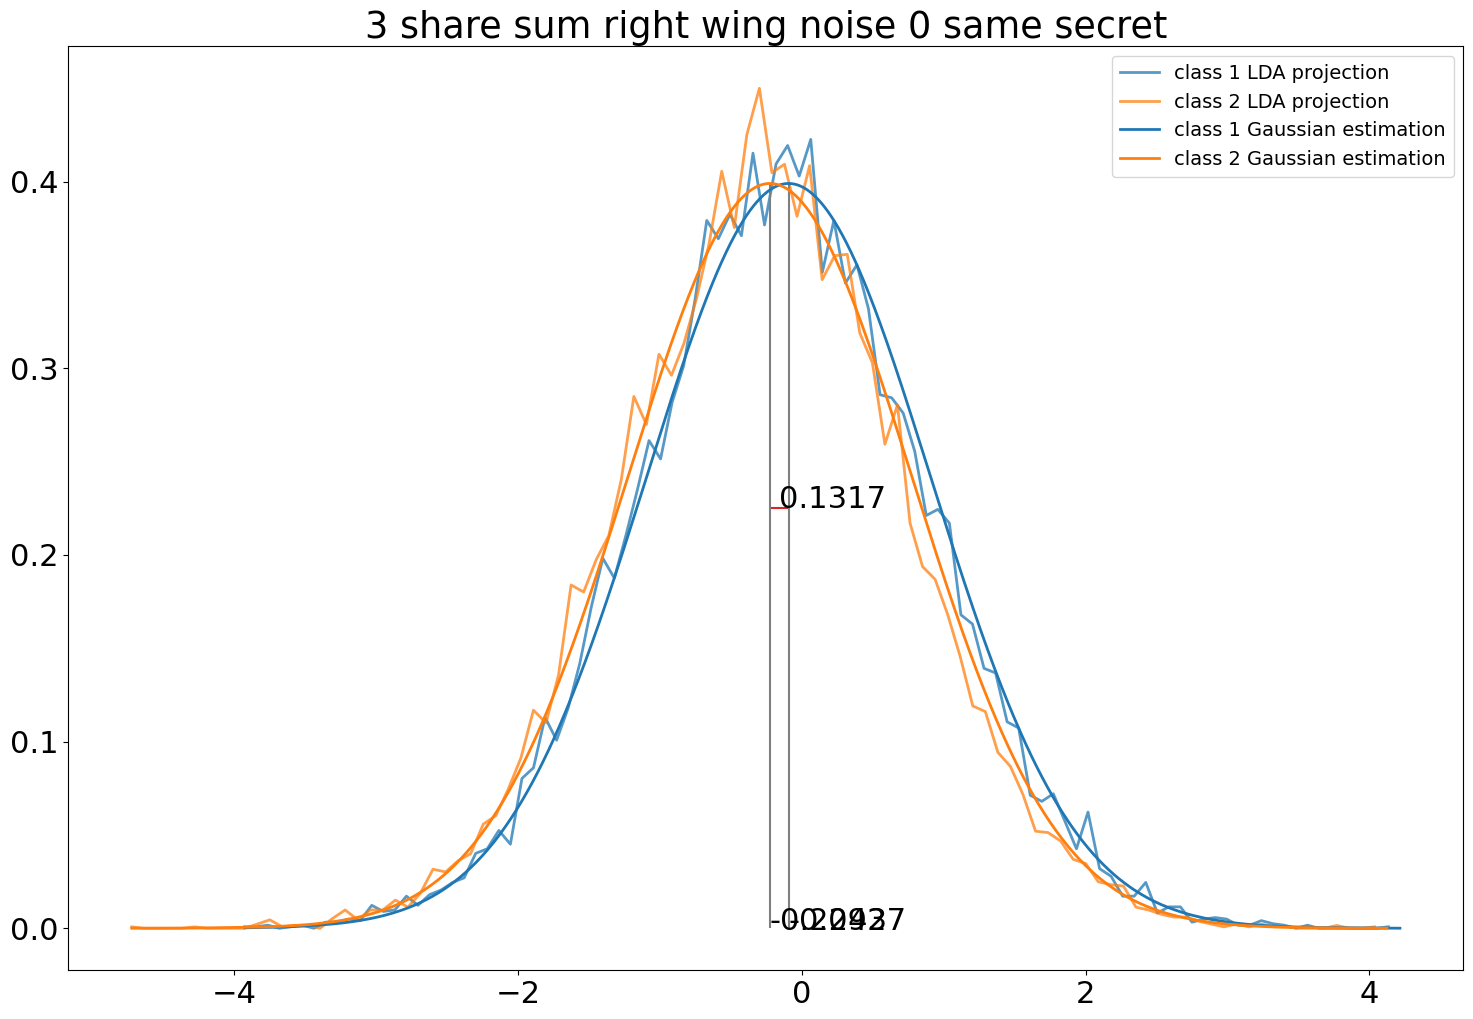 3 share sum right wing noise 0 same secret
class 1 LDA projection
class 2 LDA projection
class 1 Gaussian estimation
class 2 Gaussian estimation
0.4
0.3
0.2
0.1
0.0
0.1317
−4
−2
0
2
4